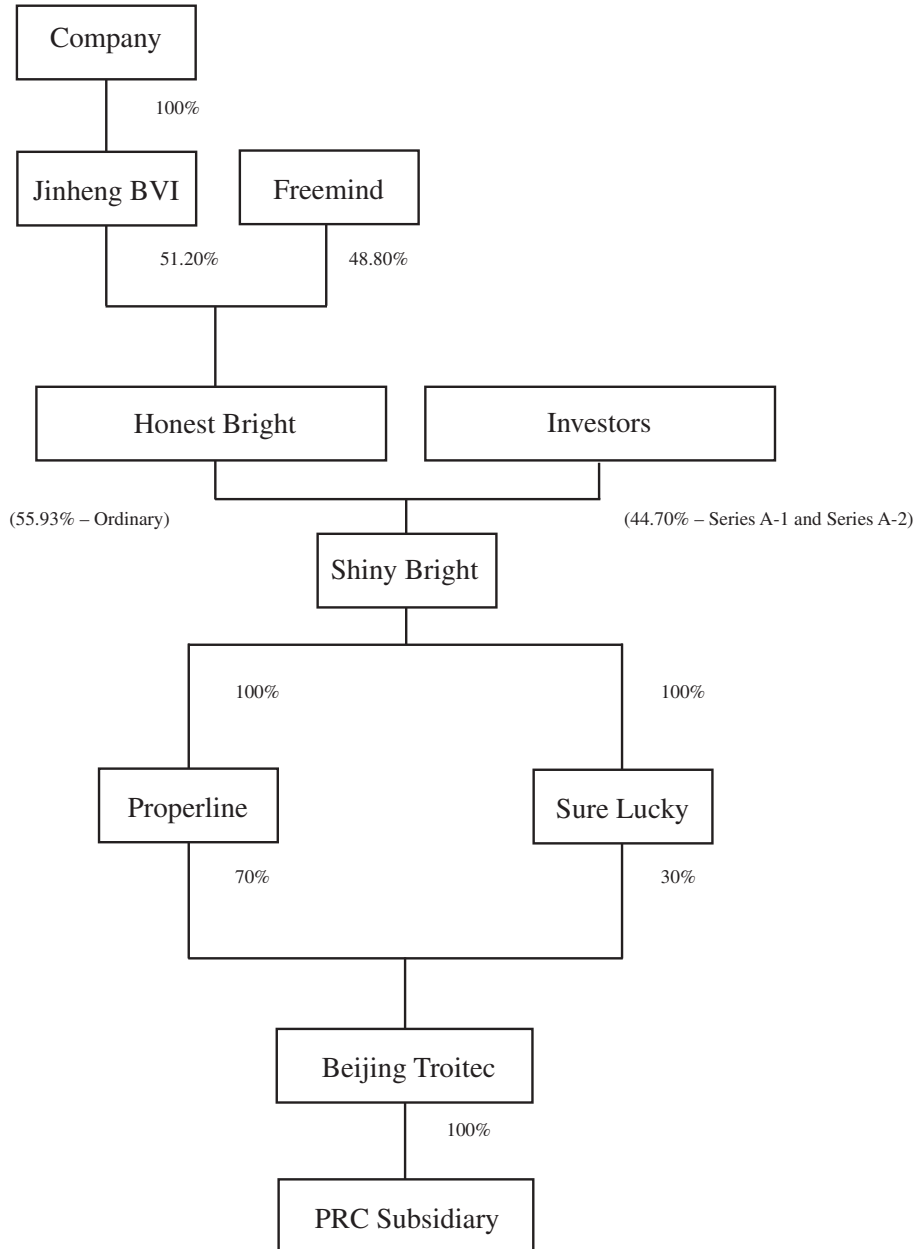 Company
100%
Jinheng BVI
Freemind
51.20%
48.80%
Honest Bright
Investors
(55.93% – Ordinary)
(44.70% – Series A-1 and Series A-2)
Shiny Bright
100%
100%
Properline
Sure Lucky
70%
30%
Beijing Troitec
100%
PRC Subsidiary